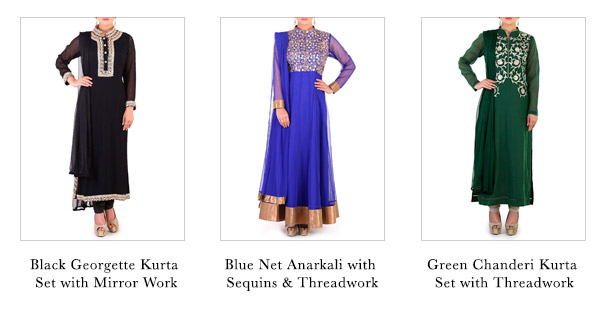 Black Georgette Kurta
Set with Mirror Work
Blue Net Anarkali with
Sequins & Threadwork
Green Chanderi Kurta
Set with Threadwork